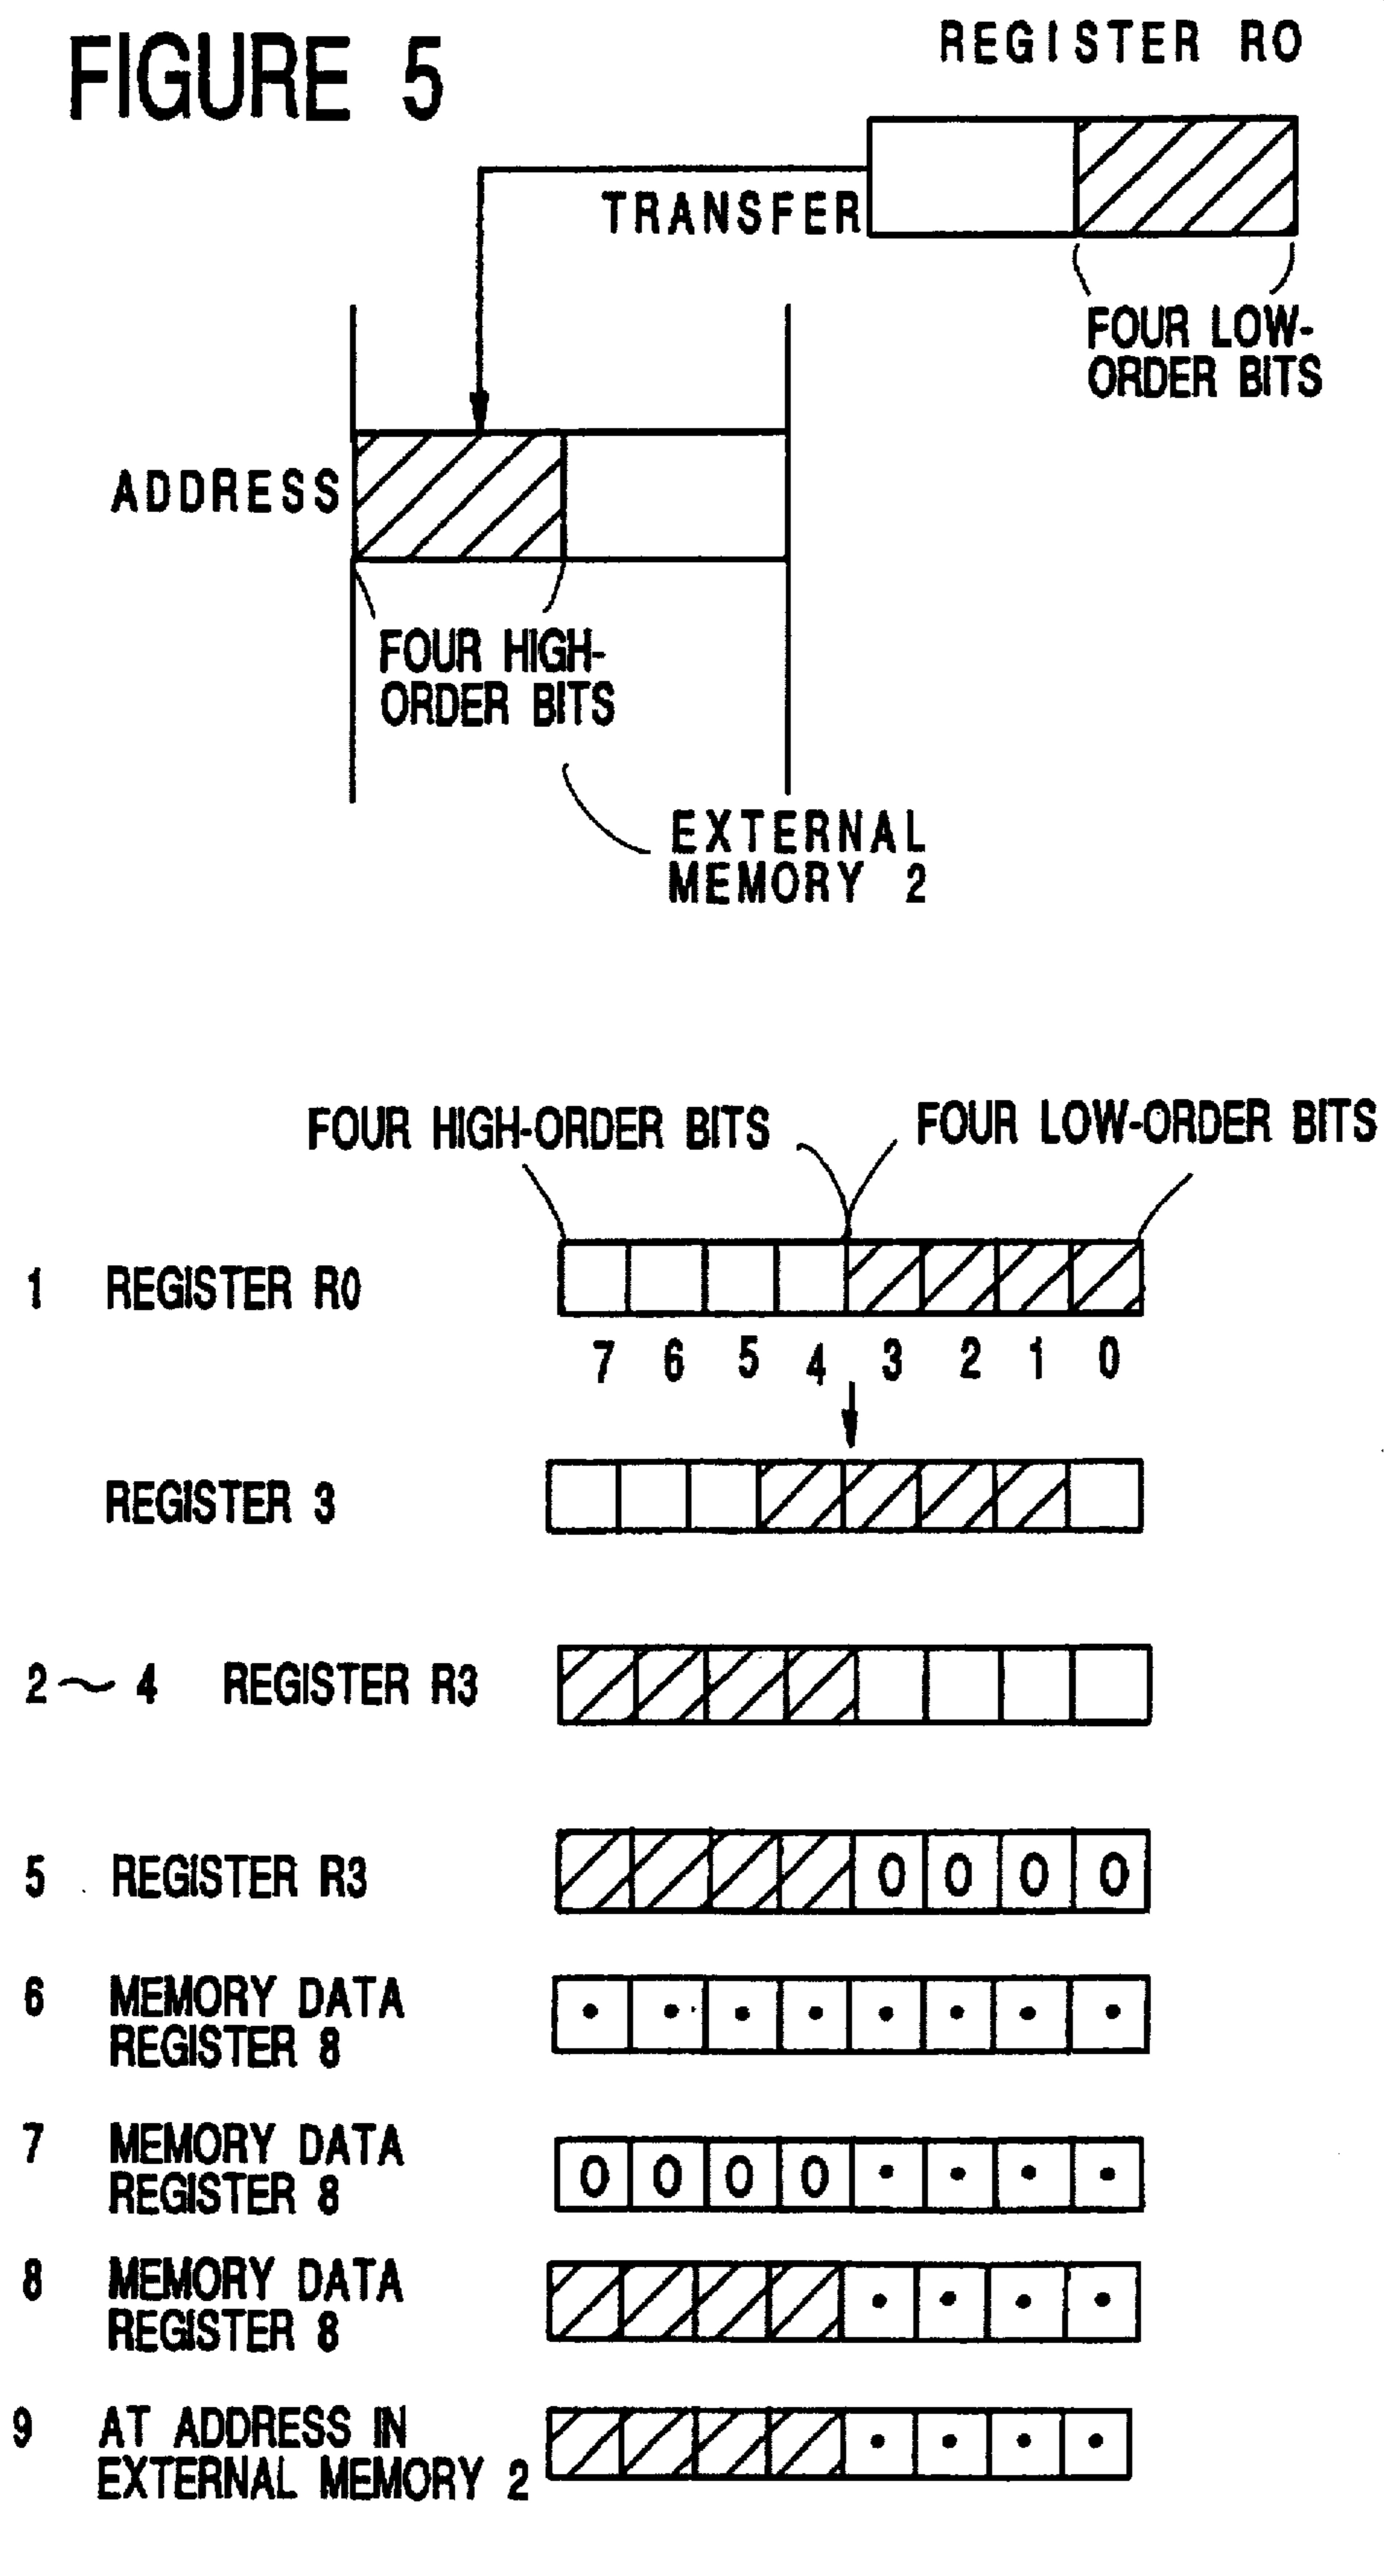 FIGURE 5
REGISTER R0
TRANSFER
FOUR LOW-
ORDER BITS
ADDRESS
FOUR HIGH-
ORDER BITS
EXTERNAL
MEMORY 2
FOUR HIGH-ORDER BITS
FOUR LOW-ORDER BITS
1 REGISTER R0
7 6 5 4 3 2 1 0
REGISTER 3
2~4 REGISTER R3
5 REGISTER R3
0 0 0 0
6 MEMORY DATA
REGISTER 8
7 MEMORY DATA
REGISTER 8
0 0 0 0
8 MEMORY DATA
REGISTER 8
9 AT ADDRESS IN
EXTERNAL MEMORY 2